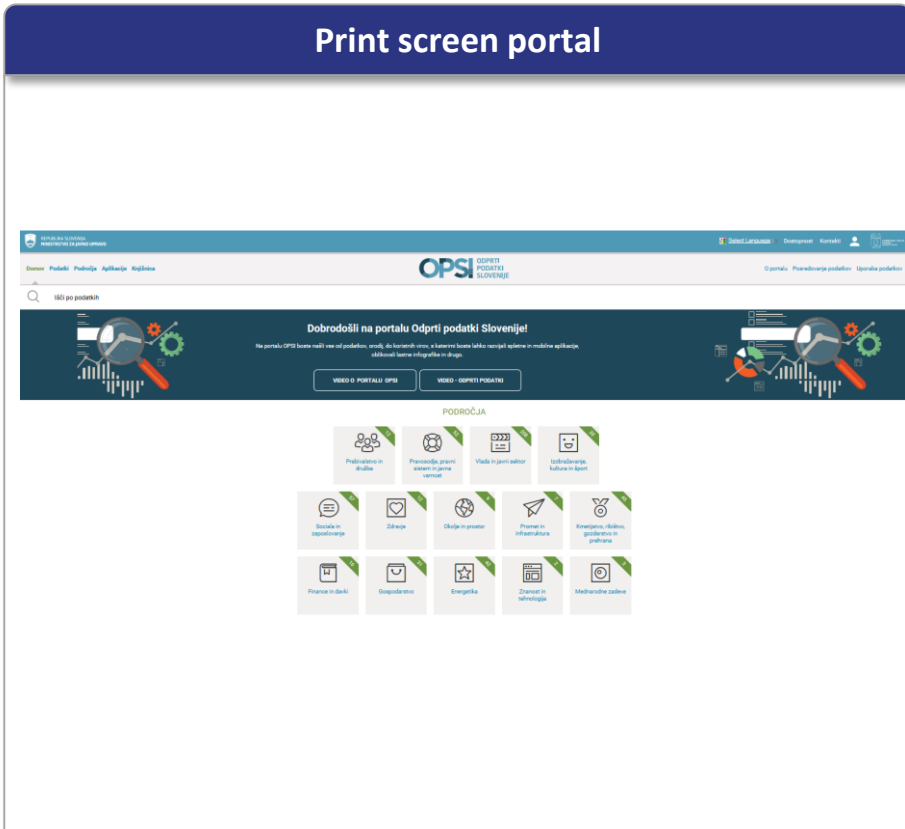 Print screen portal
REPUBLIKA SLOVENIJA
MINISTRSTVO ZA JAVNO UPRAVO
Select Language
Dostopnost Kontakti
Domov Podatki Področja Aplikacije Knjižnica
OPSI ODPRTI
PODATKI
SLOVENIJE
O portalu Posredovanje podatkov Uporaba podatkov
Išči po podatkih
Dobrodošli na portalu Odprti podatki Slovenije!
Na portalu OPSI boste našli vse od podatkov, orodij, do koristnih virov, s katerimi boste lahko razvijali spletne in mobilne aplikacije,
oblikovali lastne infografike in drugo.
VIDEO O PORTALU OPSI
VIDEO - ODPRTI PODATKI
PODROČJA
Prebivalstvo in
družba
Pravosodje, pravni
sistem in javna
varnost
Vlada in javni sektor
Izobraževanje,
kultura in šport
Sociala in
zaposlovanje
Zdravje
Okolje in prostor
Promet in
infrastruktura
Kmetijstvo, ribištvo,
gozdarstvo in
prehrana
Finance in davki
Gospodarstvo
Energetika
Znanost in
tehnologija
Mednarodne zadeve